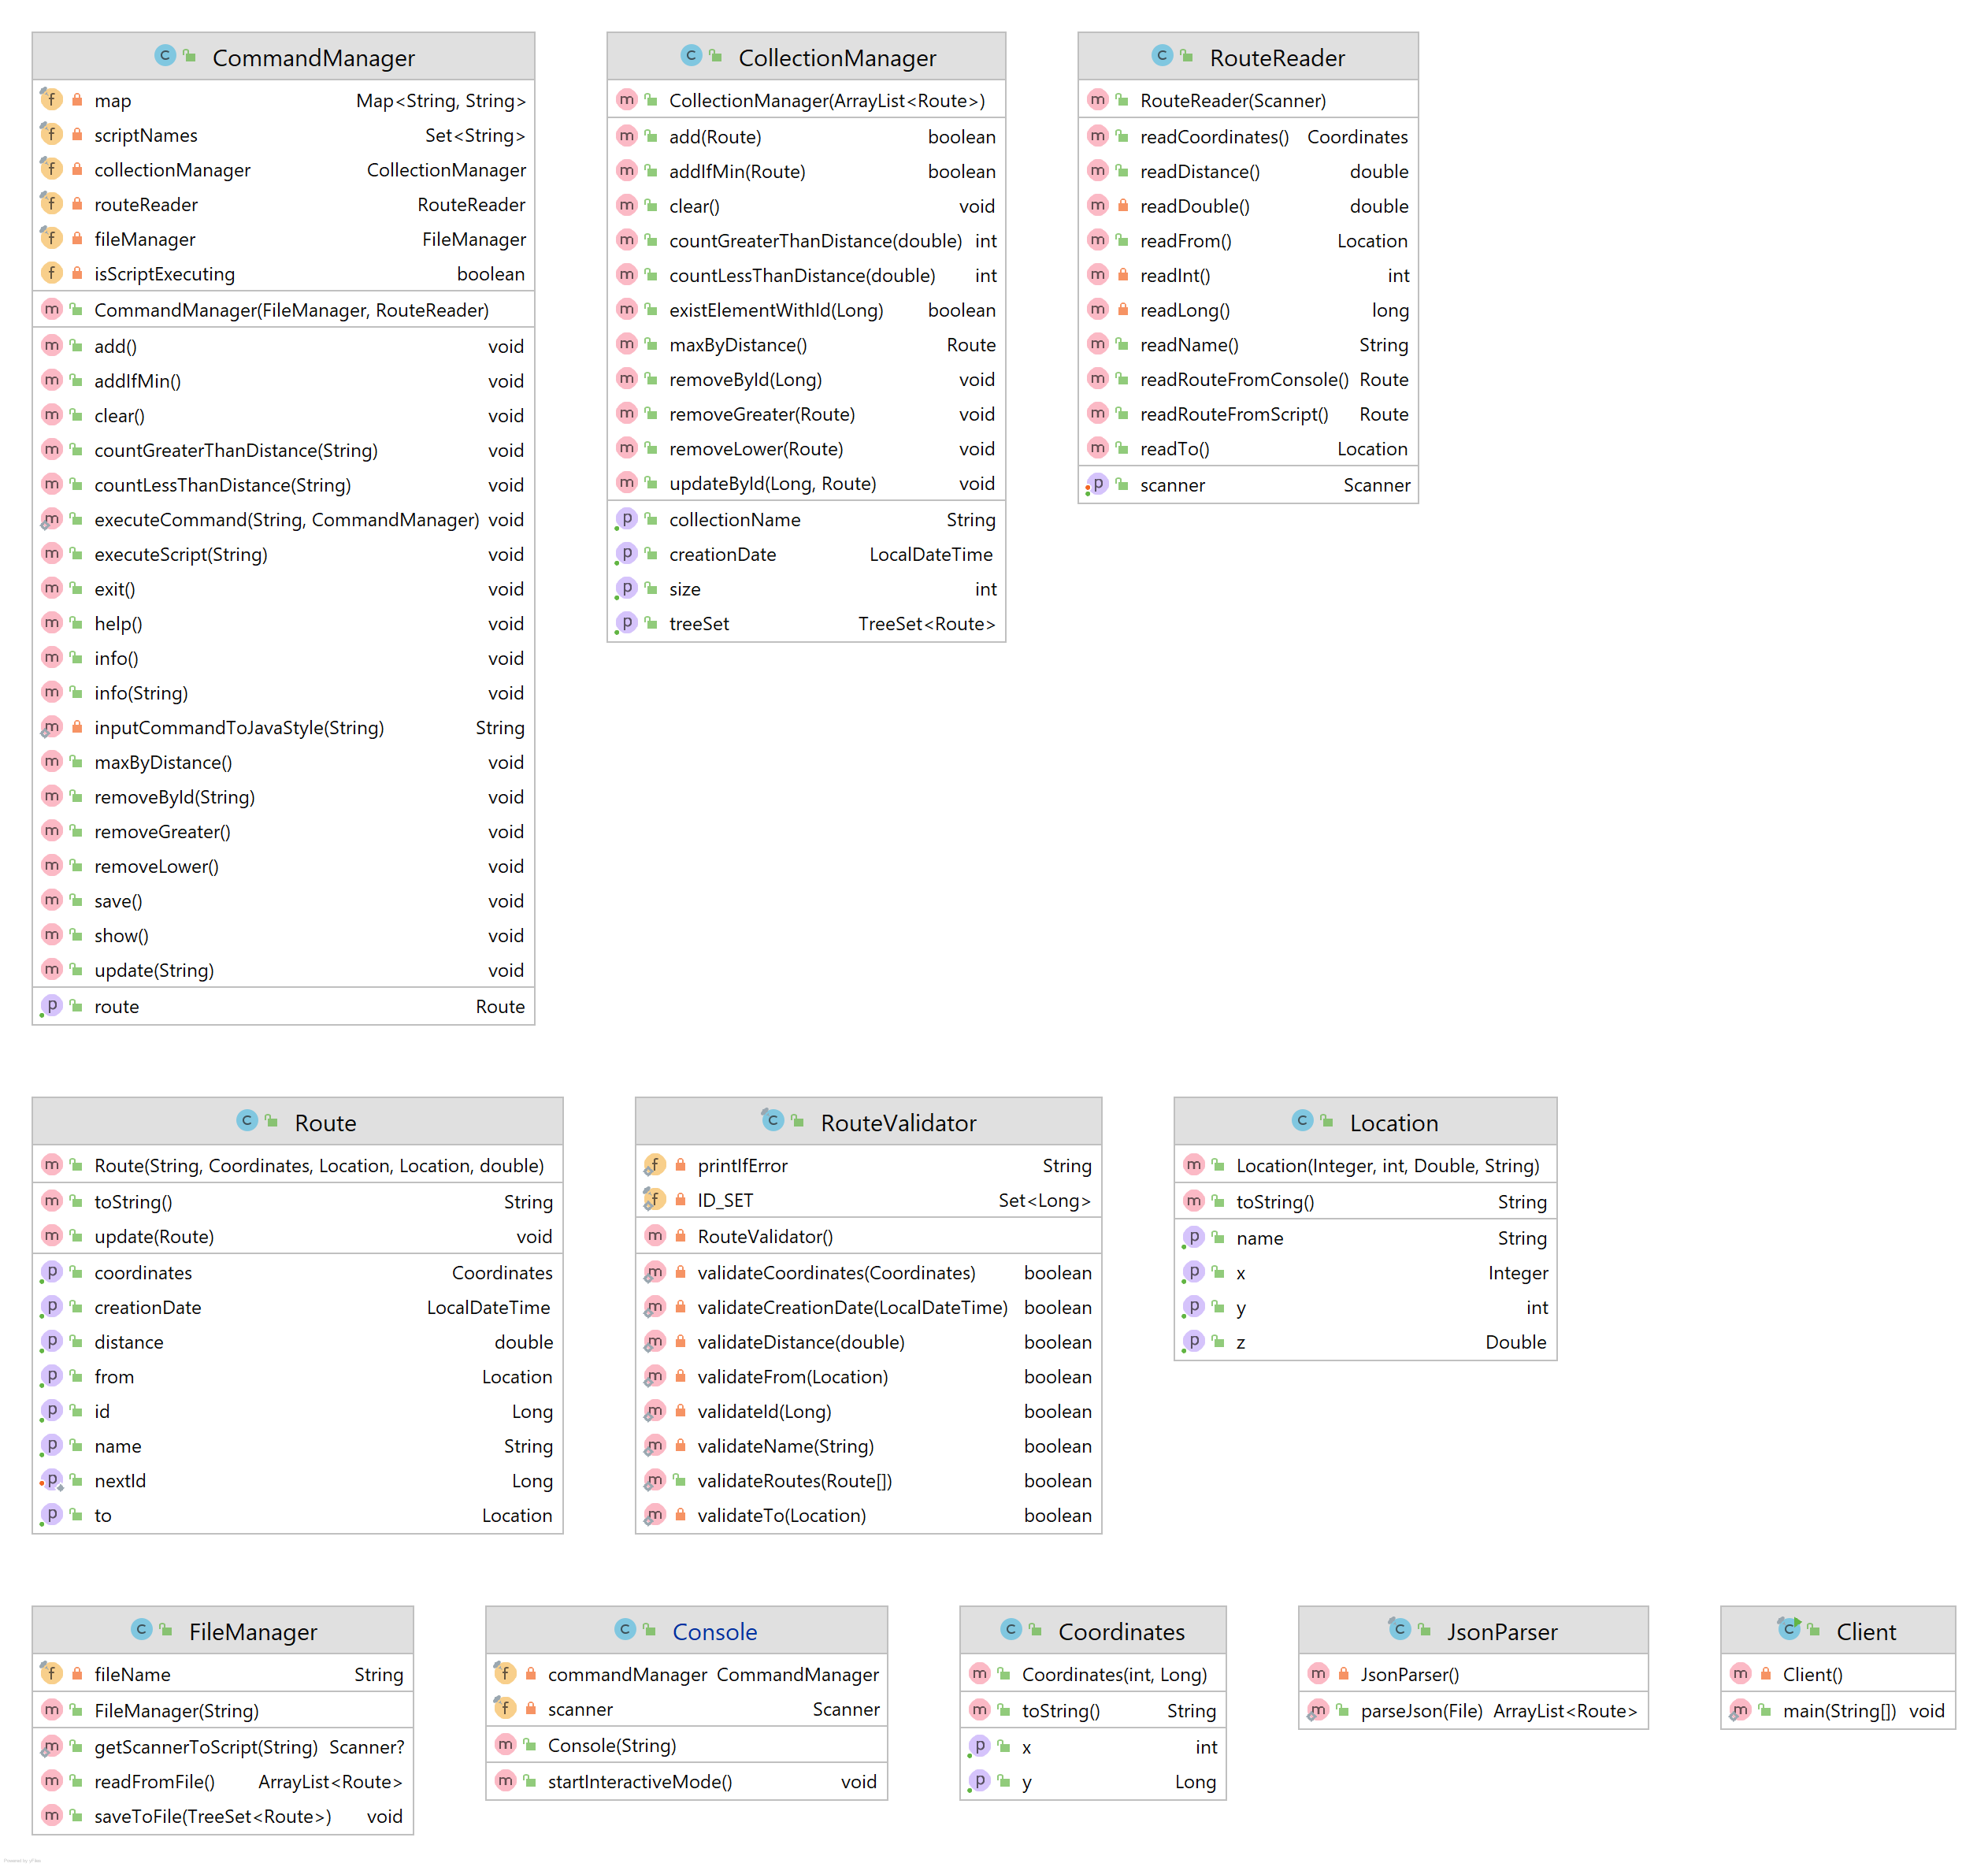 CommandManager
map Map<String, String>
scriptNames Set<String>
collectionManager CollectionManager
routeReader RouteReader
fileManager FileManager
isScriptExecuting boolean
CommandManager(FileManager, RouteReader)
add() void
addIfMin() void
clear() void
countGreaterThanDistance(String) void
countLessThanDistance(String) void
executeCommand(String, CommandManager) void
executeScript(String) void
exit() void
help() void
info() void
info(String) void
inputCommandToJavaStyle(String) String
maxByDistance() void
removeById(String) void
removeGreater() void
removeLower() void
save() void
show() void
update(String) void
route Route
CollectionManager
CollectionManager(ArrayList<Route>)
add(Route) boolean
addIfMin(Route) boolean
clear() void
countGreaterThanDistance(double) int
countLessThanDistance(double) int
existElementWithId(Long) boolean
maxByDistance() Route
removeById(Long) void
removeGreater(Route) void
removeLower(Route) void
updateById(Long, Route) void
collectionName String
creationDate LocalDateTime
size int
treeSet TreeSet<Route>
RouteReader
RouteReader(Scanner)
readCoordinates() Coordinates
readDistance() double
readDouble() double
readFrom() Location
readInt() int
readLong() long
readName() String
readRouteFromConsole() Route
readRouteFromScript() Route
readTo() Location
scanner Scanner
Route
Route(String, Coordinates, Location, Location, double)
toString() String
update(Route) void
coordinates Coordinates
creationDate LocalDateTime
distance double
from Location
id Long
name String
nextId Long
to Location
RouteValidator
printIfError String
ID_SET Set<Long>
RouteValidator()
validateCoordinates(Coordinates) boolean
validateCreationDate(LocalDateTime) boolean
validateDistance(double) boolean
validateFrom(Location) boolean
validateId(Long) boolean
validateName(String) boolean
validateRoutes(Route[]) boolean
validateTo(Location) boolean
Location
Location(Integer, int, Double, String)
toString() String
name String
x Integer
y int
z Double
FileManager
fileName String
FileManager(String)
getScannerToScript(String) Scanner?
readFromFile() ArrayList<Route>
saveToFile(TreeSet<Route>) void
Console
commandManager CommandManager
scanner Scanner
Console(String)
startInteractiveMode() void
Coordinates
Coordinates(int, Long)
toString() String
x int
y Long
JsonParser
JsonParser()
parseJson(File) ArrayList<Route>
Client
Client()
main(String[]) void
Powered by yFiles